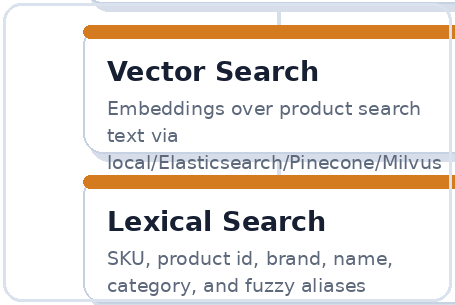 Vector Search
Embeddings over product search
text via
local/Elasticsearch/Pinecone/Milvus
Lexical Search
SKU, product id, brand, name,
category, and fuzzy aliases